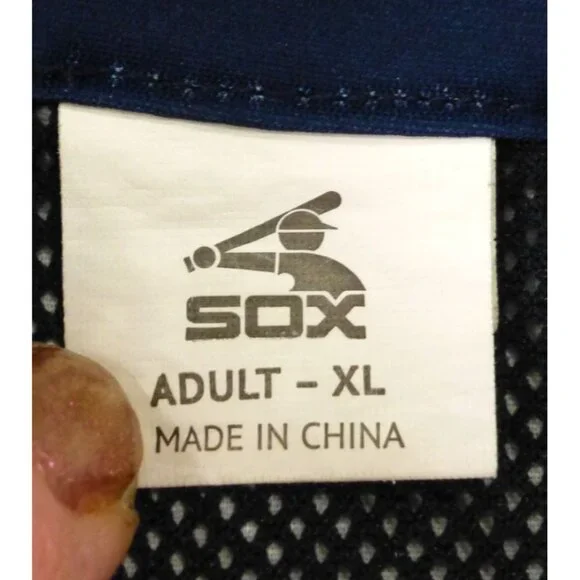 SOX
ADULT – XL
MADE IN CHINA